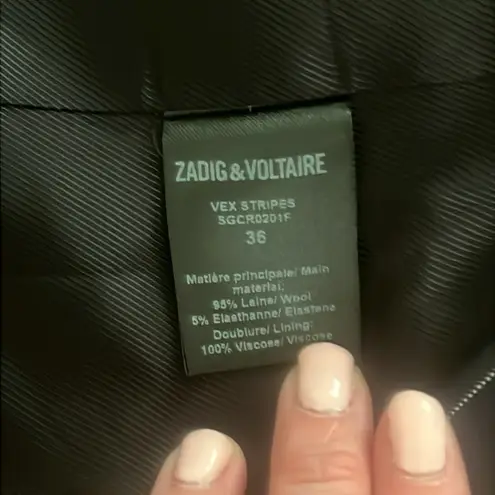 ZADIG&VOLTAIRE
VEX STRIPES
SGCR0201F
36
Matière principale/ Main
material:
95% Laine/ Wool
5% Elasthanne/ Elastane
Doublure/ Lining:
100% Viscose/ Viscose